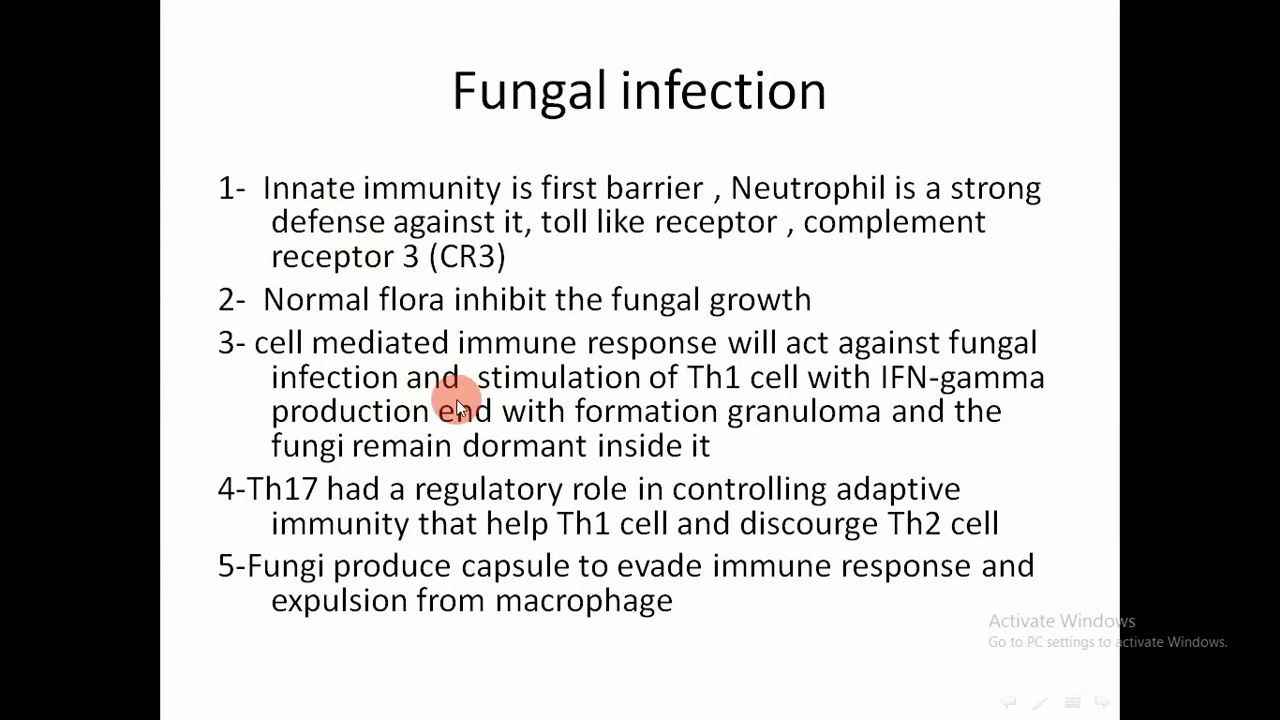 Fungal infection
1- Innate immunity is first barrier , Neutrophil is a strong
defense against it, toll like receptor , complement
receptor 3 (CR3)
2- Normal flora inhibit the fungal growth
3- cell mediated immune response will act against fungal
infection and stimulation of Th1 cell with IFN-gamma
production end with formation granuloma and the
fungi remain dormant inside it
4-Th17 had a regulatory role in controlling adaptive
immunity that help Th1 cell and discourge Th2 cell
5-Fungi produce capsule to evade immune response and
expulsion from macrophage
Activate Windows
Go to PC settings to activate Windows.